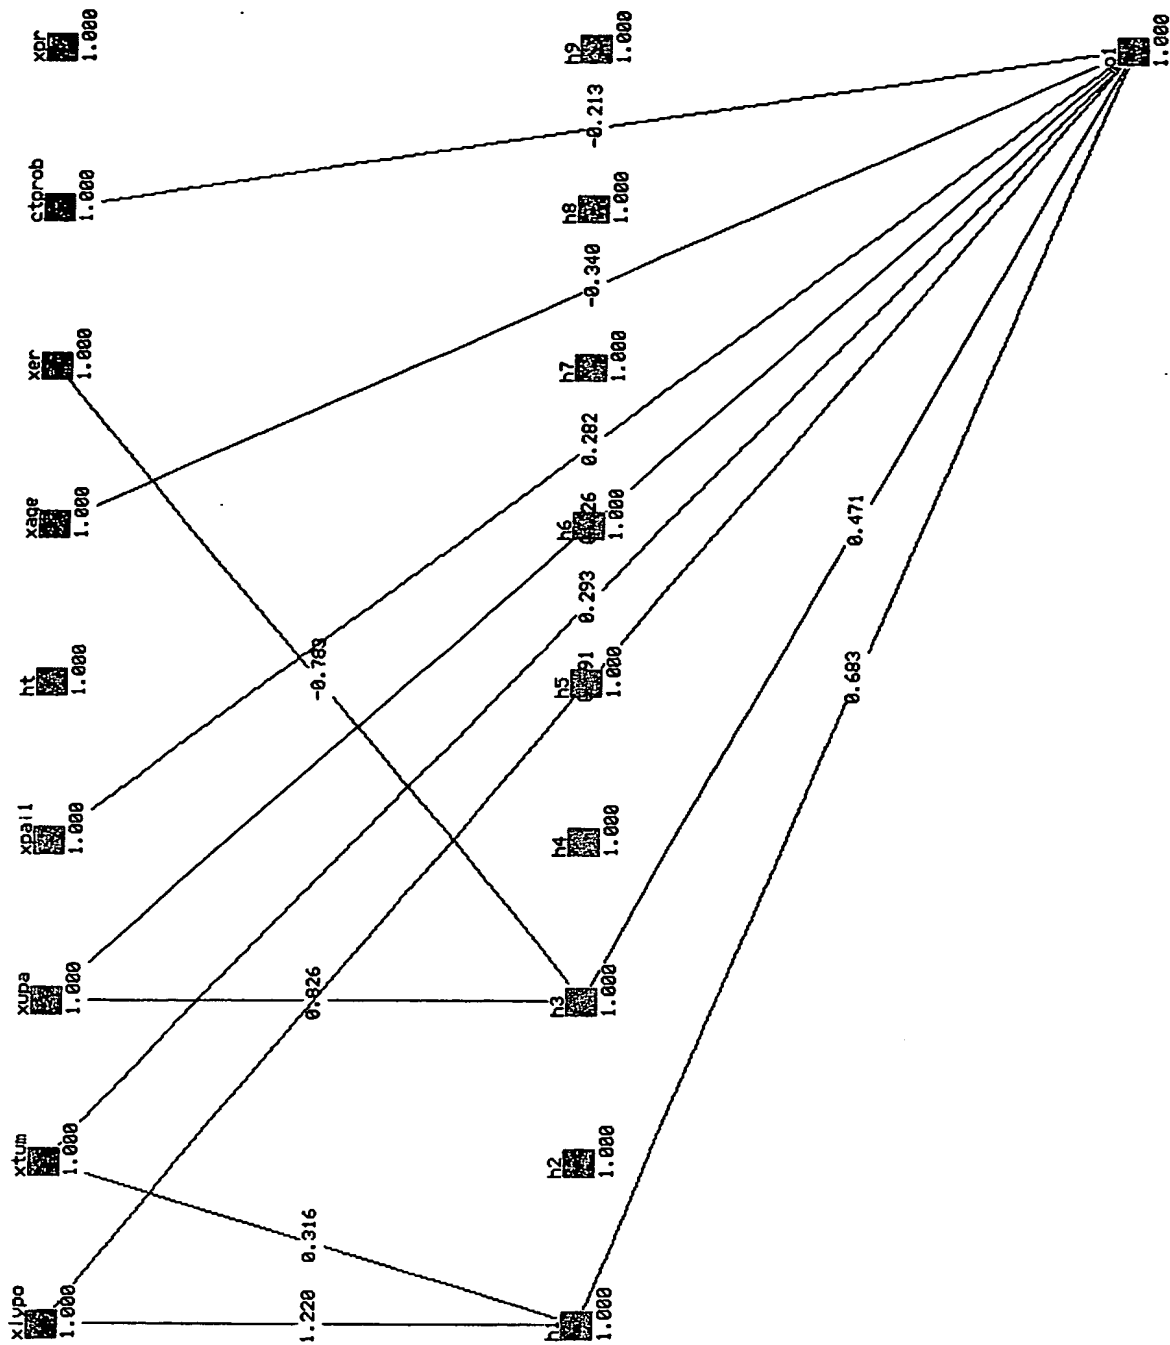 xlypo xtum xupa xpai1 ht xage xer ctprob xpr
1.000 1.000 1.000 1.000 1.000 1.000 1.000 1.000 1.000
1.220 0.316 0.826 -0.783
h1 h2 h3 h4 h5 h6 h7 h8 h9
0.293 0.282 -0.340 -0.213
1.000 1.000 1.000 1.000 1.000 1.000 1.000 1.000 1.000
0.683 0.471
o1
1.000